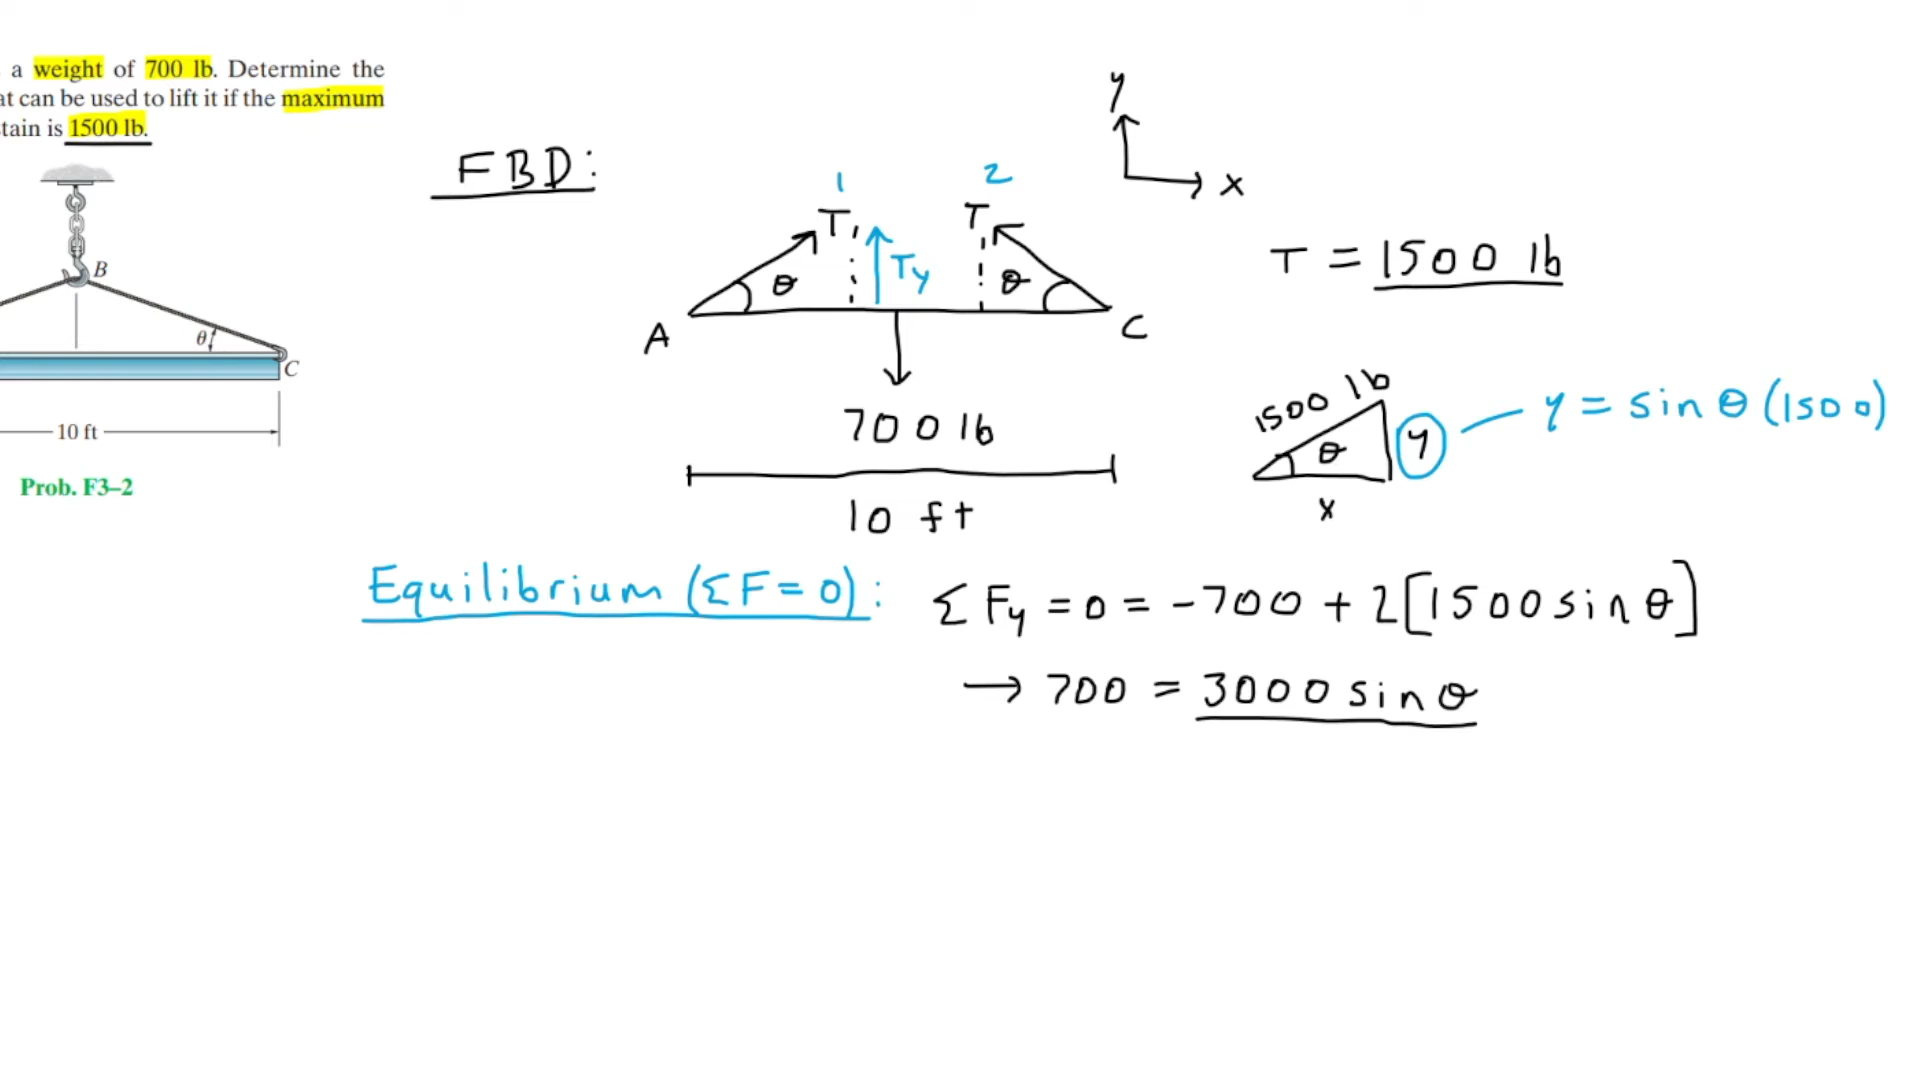 a weight of 700 lb. Determine the
at can be used to lift it if the maximum
tain is 1500 lb.
B
θ
C
10 ft
Prob. F3–2
FBD:
1
2
T
T
Ty
θ
θ
A
C
700 lb
10 ft
y
x
T = 1500 lb
1500 lb
θ
y
x
y = sin θ (1500)
Equilibrium (ΣF = 0):
ΣFy = 0 = -700 + 2[1500 sin θ]
→ 700 = 3000 sin θ